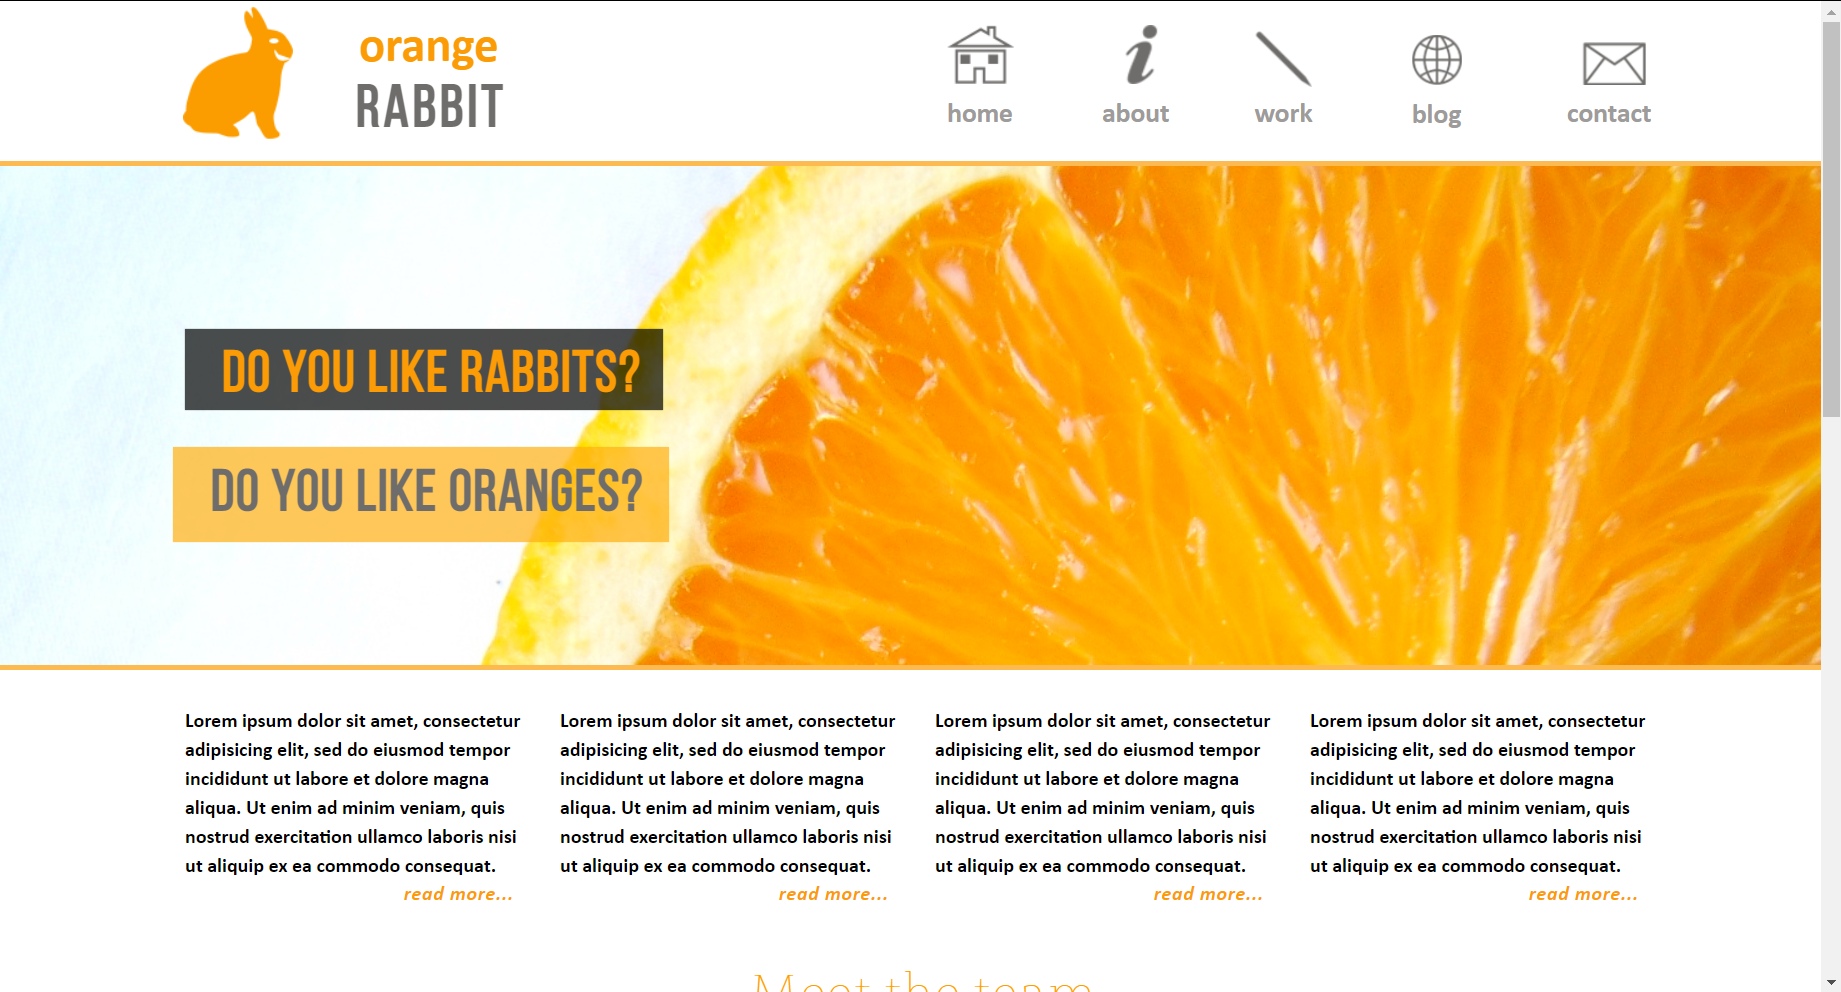 orange
RABBIT
home
about
work
blog
contact
DO YOU LIKE RABBITS?
DO YOU LIKE ORANGES?
Lorem ipsum dolor sit amet, consectetur
adipisicing elit, sed do eiusmod tempor
incididunt ut labore et dolore magna
aliqua. Ut enim ad minim veniam, quis
nostrud exercitation ullamco laboris nisi
ut aliquip ex ea commodo consequat.
read more...
Lorem ipsum dolor sit amet, consectetur
adipisicing elit, sed do eiusmod tempor
incididunt ut labore et dolore magna
aliqua. Ut enim ad minim veniam, quis
nostrud exercitation ullamco laboris nisi
ut aliquip ex ea commodo consequat.
read more...
Lorem ipsum dolor sit amet, consectetur
adipisicing elit, sed do eiusmod tempor
incididunt ut labore et dolore magna
aliqua. Ut enim ad minim veniam, quis
nostrud exercitation ullamco laboris nisi
ut aliquip ex ea commodo consequat.
read more...
Lorem ipsum dolor sit amet, consectetur
adipisicing elit, sed do eiusmod tempor
incididunt ut labore et dolore magna
aliqua. Ut enim ad minim veniam, quis
nostrud exercitation ullamco laboris nisi
ut aliquip ex ea commodo consequat.
read more...
Meet the team